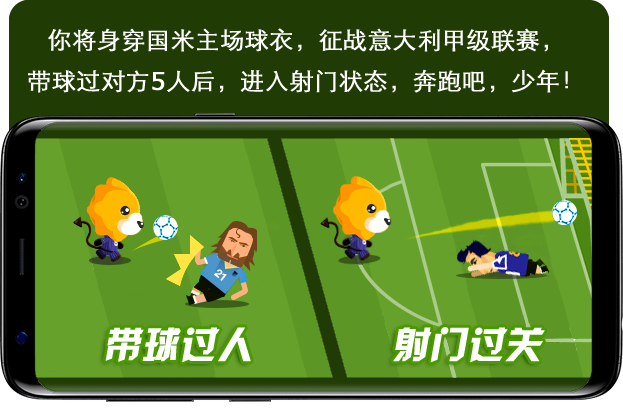 你将身穿国米主场球衣，征战意大利甲级联赛，
带球过对方5人后，进入射门状态，奔跑吧，少年！
21
带球过人
射门过关